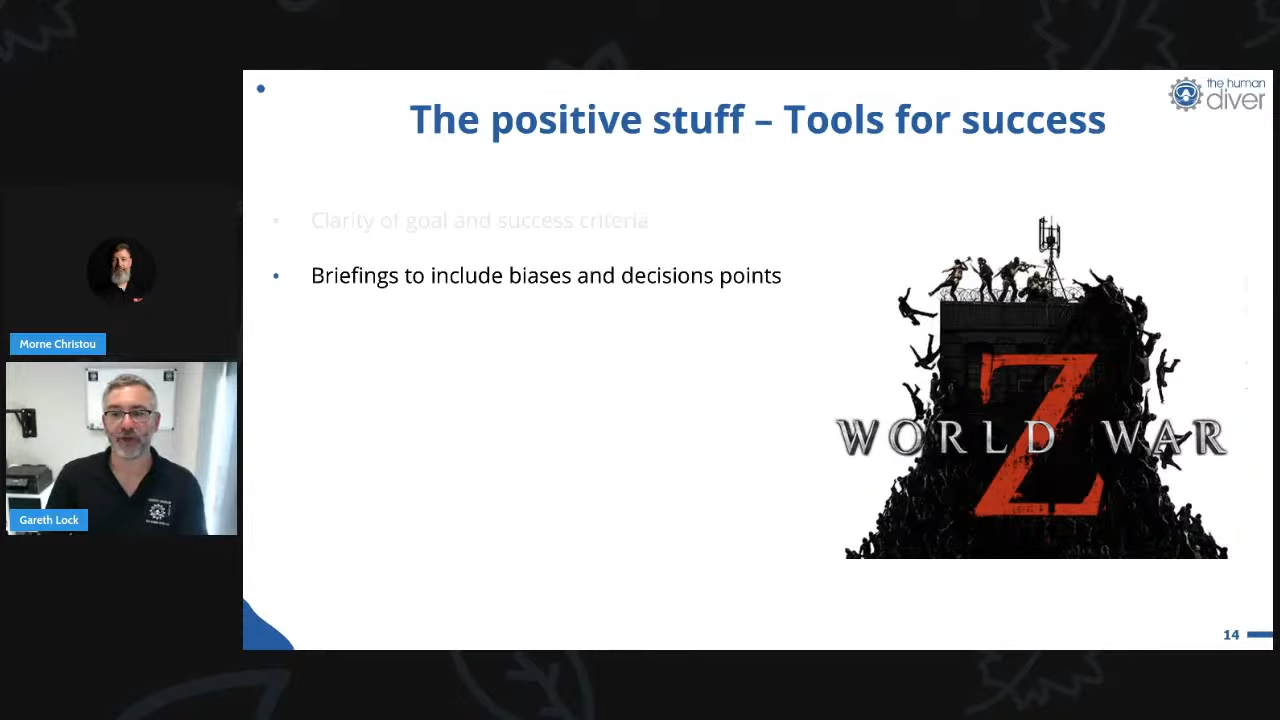 the human
diver
The positive stuff – Tools for success
• Clarity of goal and success criteria
• Briefings to include biases and decisions points
WORLD WAR
Z
Morne Christou
Gareth Lock
14